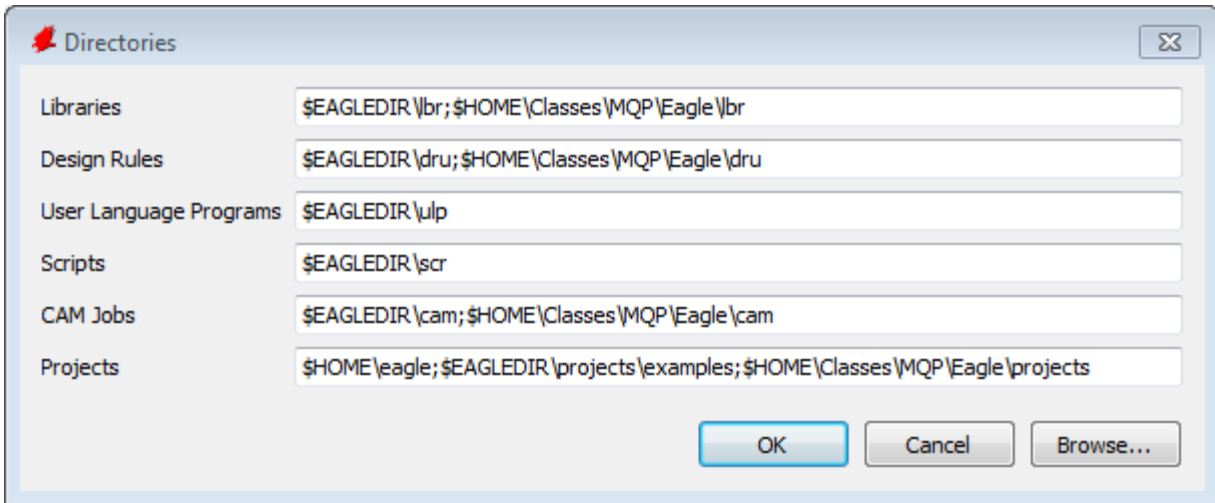 Directories
Libraries $EAGLEDIR\lbr;$HOME\Classes\MQP\Eagle\lbr
Design Rules $EAGLEDIR\dru;$HOME\Classes\MQP\Eagle\dru
User Language Programs $EAGLEDIR\ulp
Scripts $EAGLEDIR\scr
CAM Jobs $EAGLEDIR\cam;$HOME\Classes\MQP\Eagle\cam
Projects $HOME\eagle;$EAGLEDIR\projects\examples;$HOME\Classes\MQP\Eagle\projects
OK Cancel Browse...